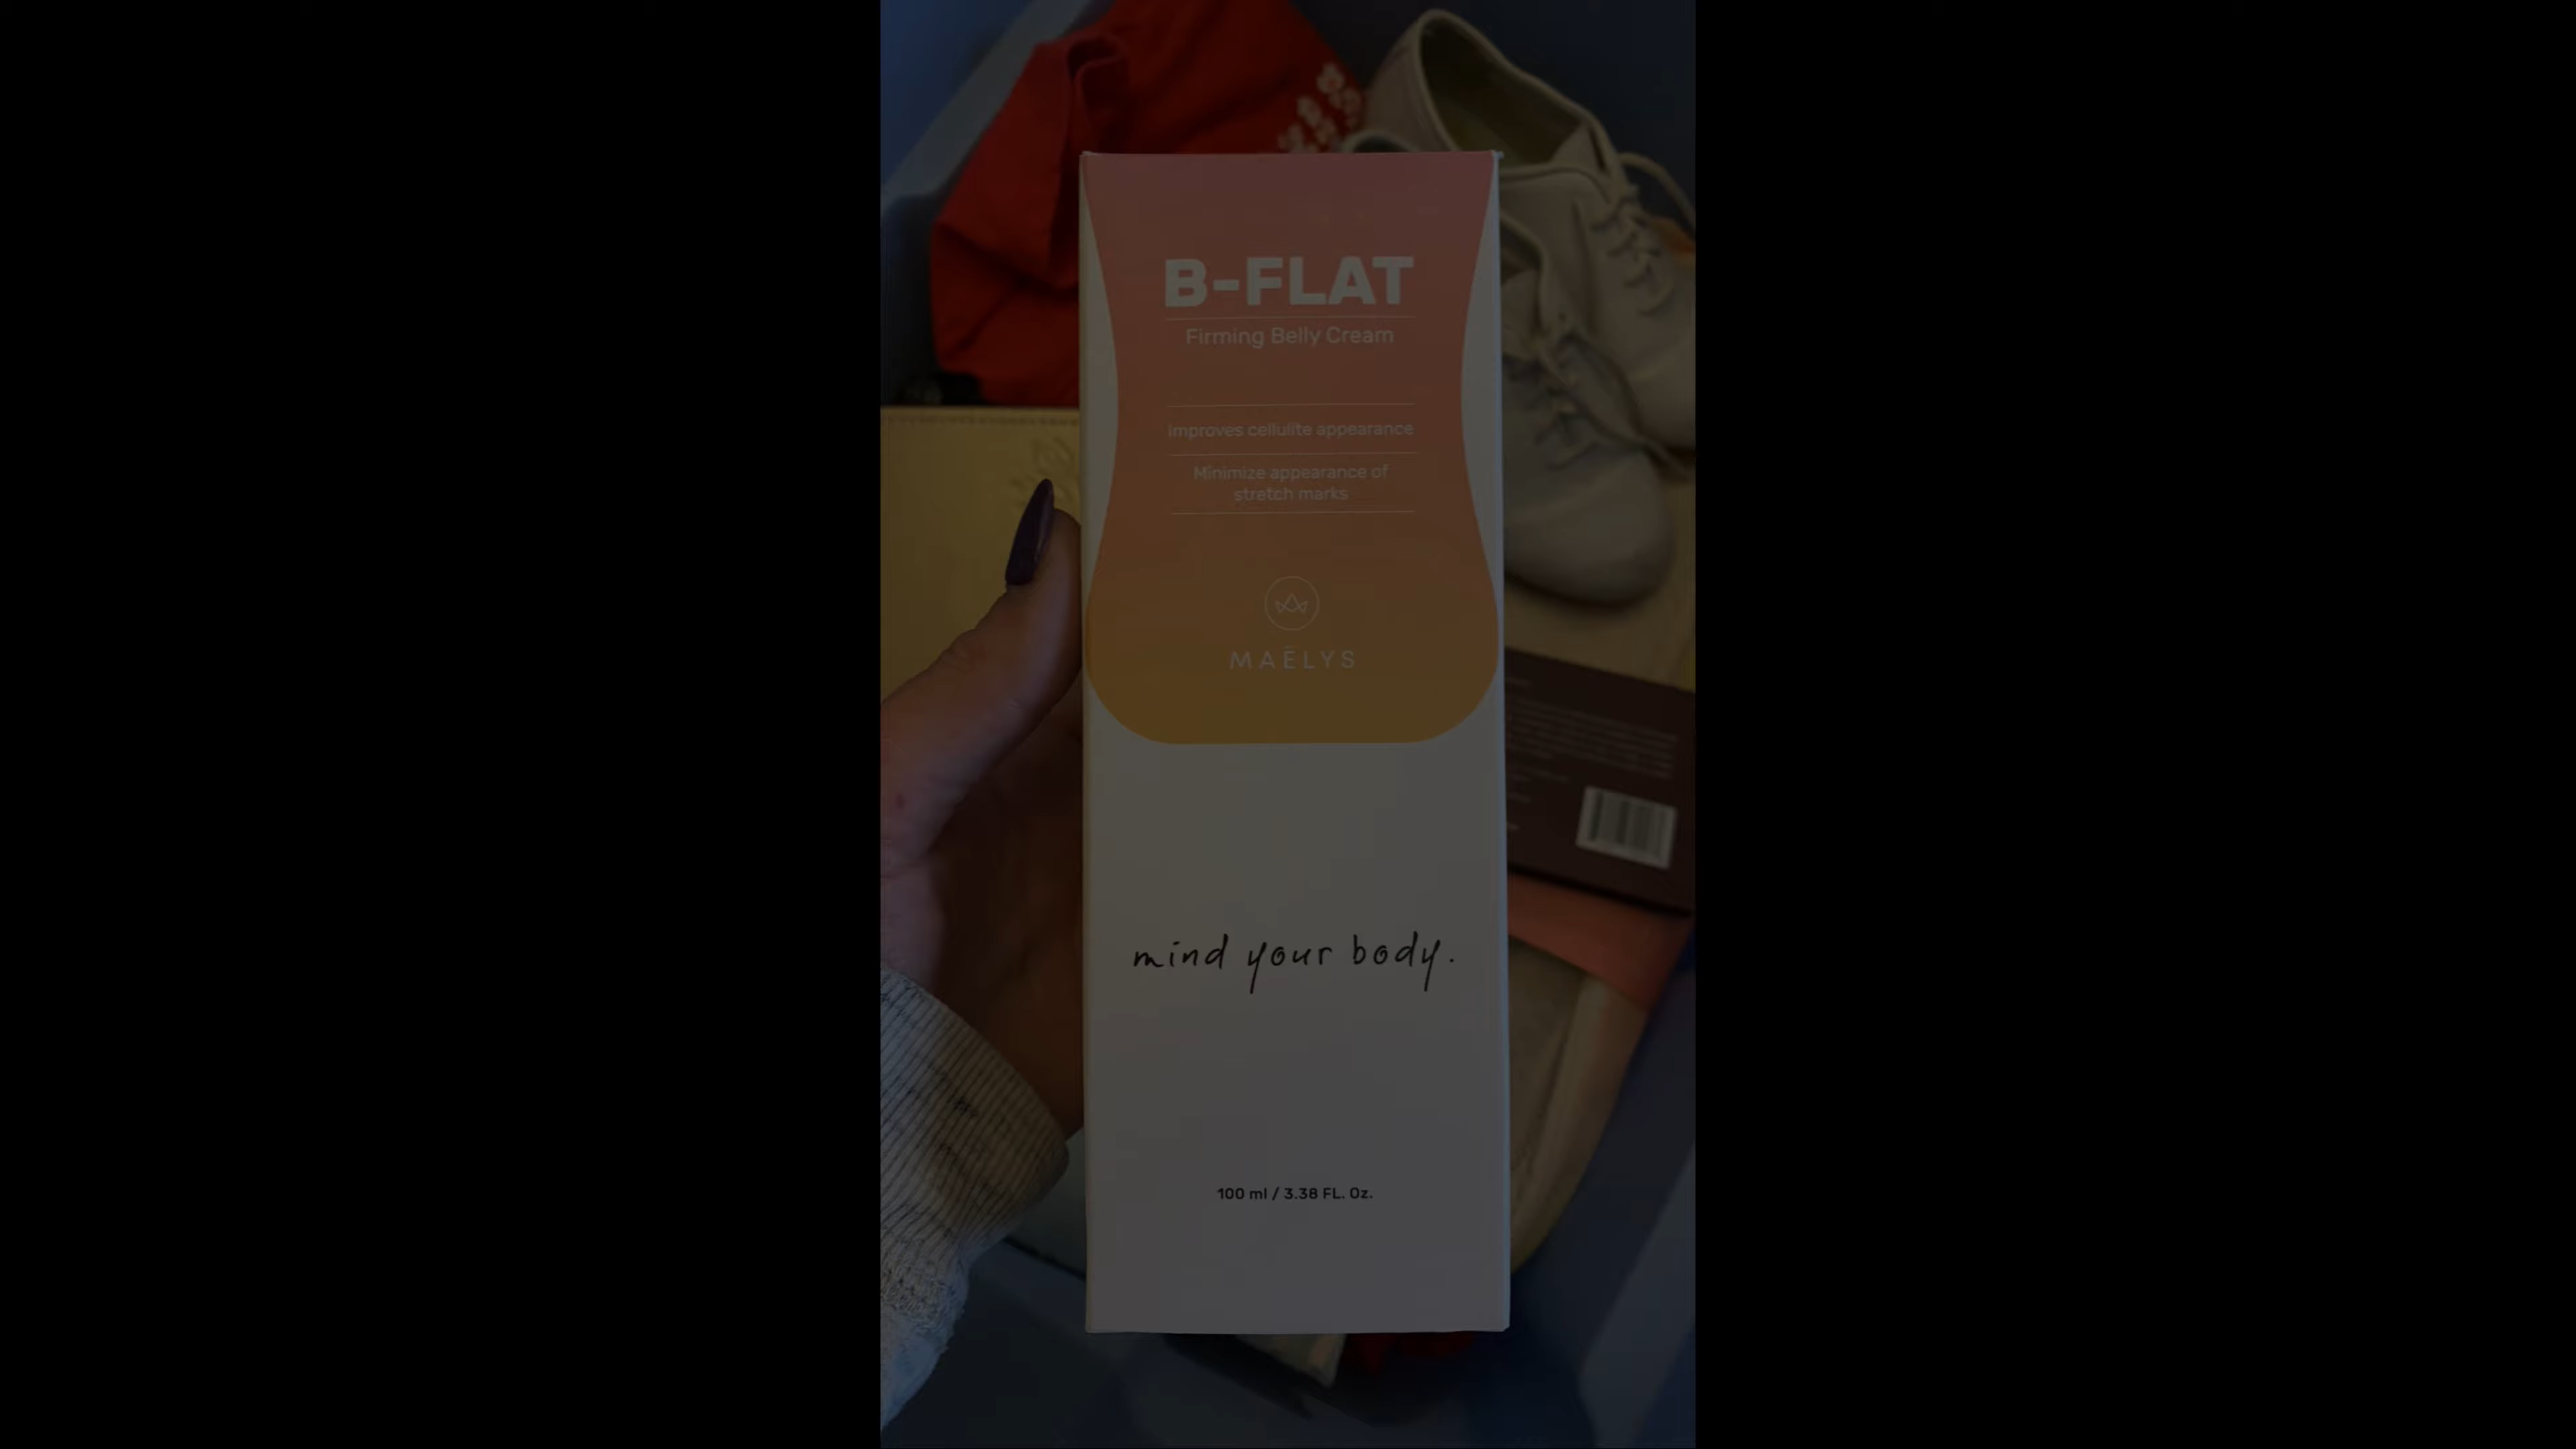 B-FLAT
Firming Belly Cream
Improves cellulite appearance
Minimize appearance of
stretch marks
MAËLYS
mind your body.
100 ml / 3.38 FL. Oz.